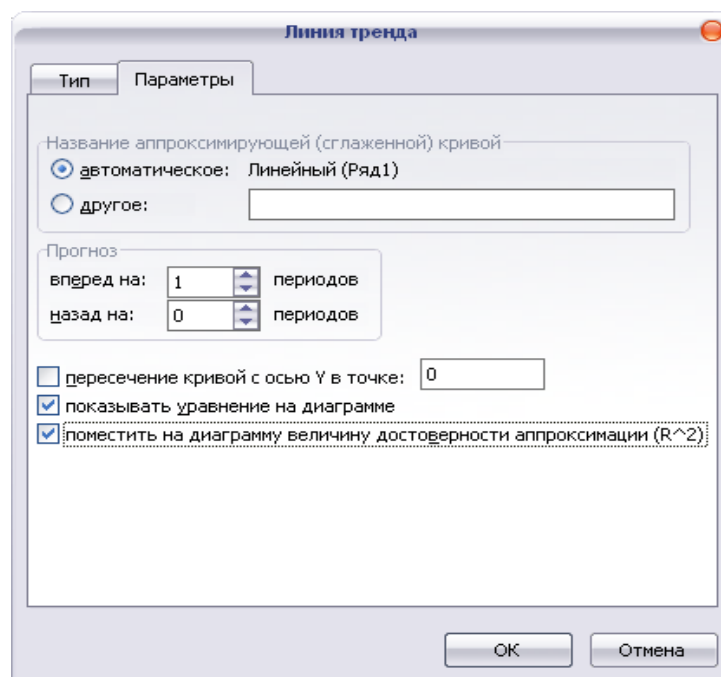 Линия тренда
Тип Параметры
Название аппроксимирующей (сглаженной) кривой
автоматическое: Линейный (Ряд1)
другое:
Прогноз
вперед на: 1 периодов
назад на: 0 периодов
пересечение кривой с осью Y в точке: 0
показывать уравнение на диаграмме
поместить на диаграмму величину достоверности аппроксимации (R^2)
ОК Отмена